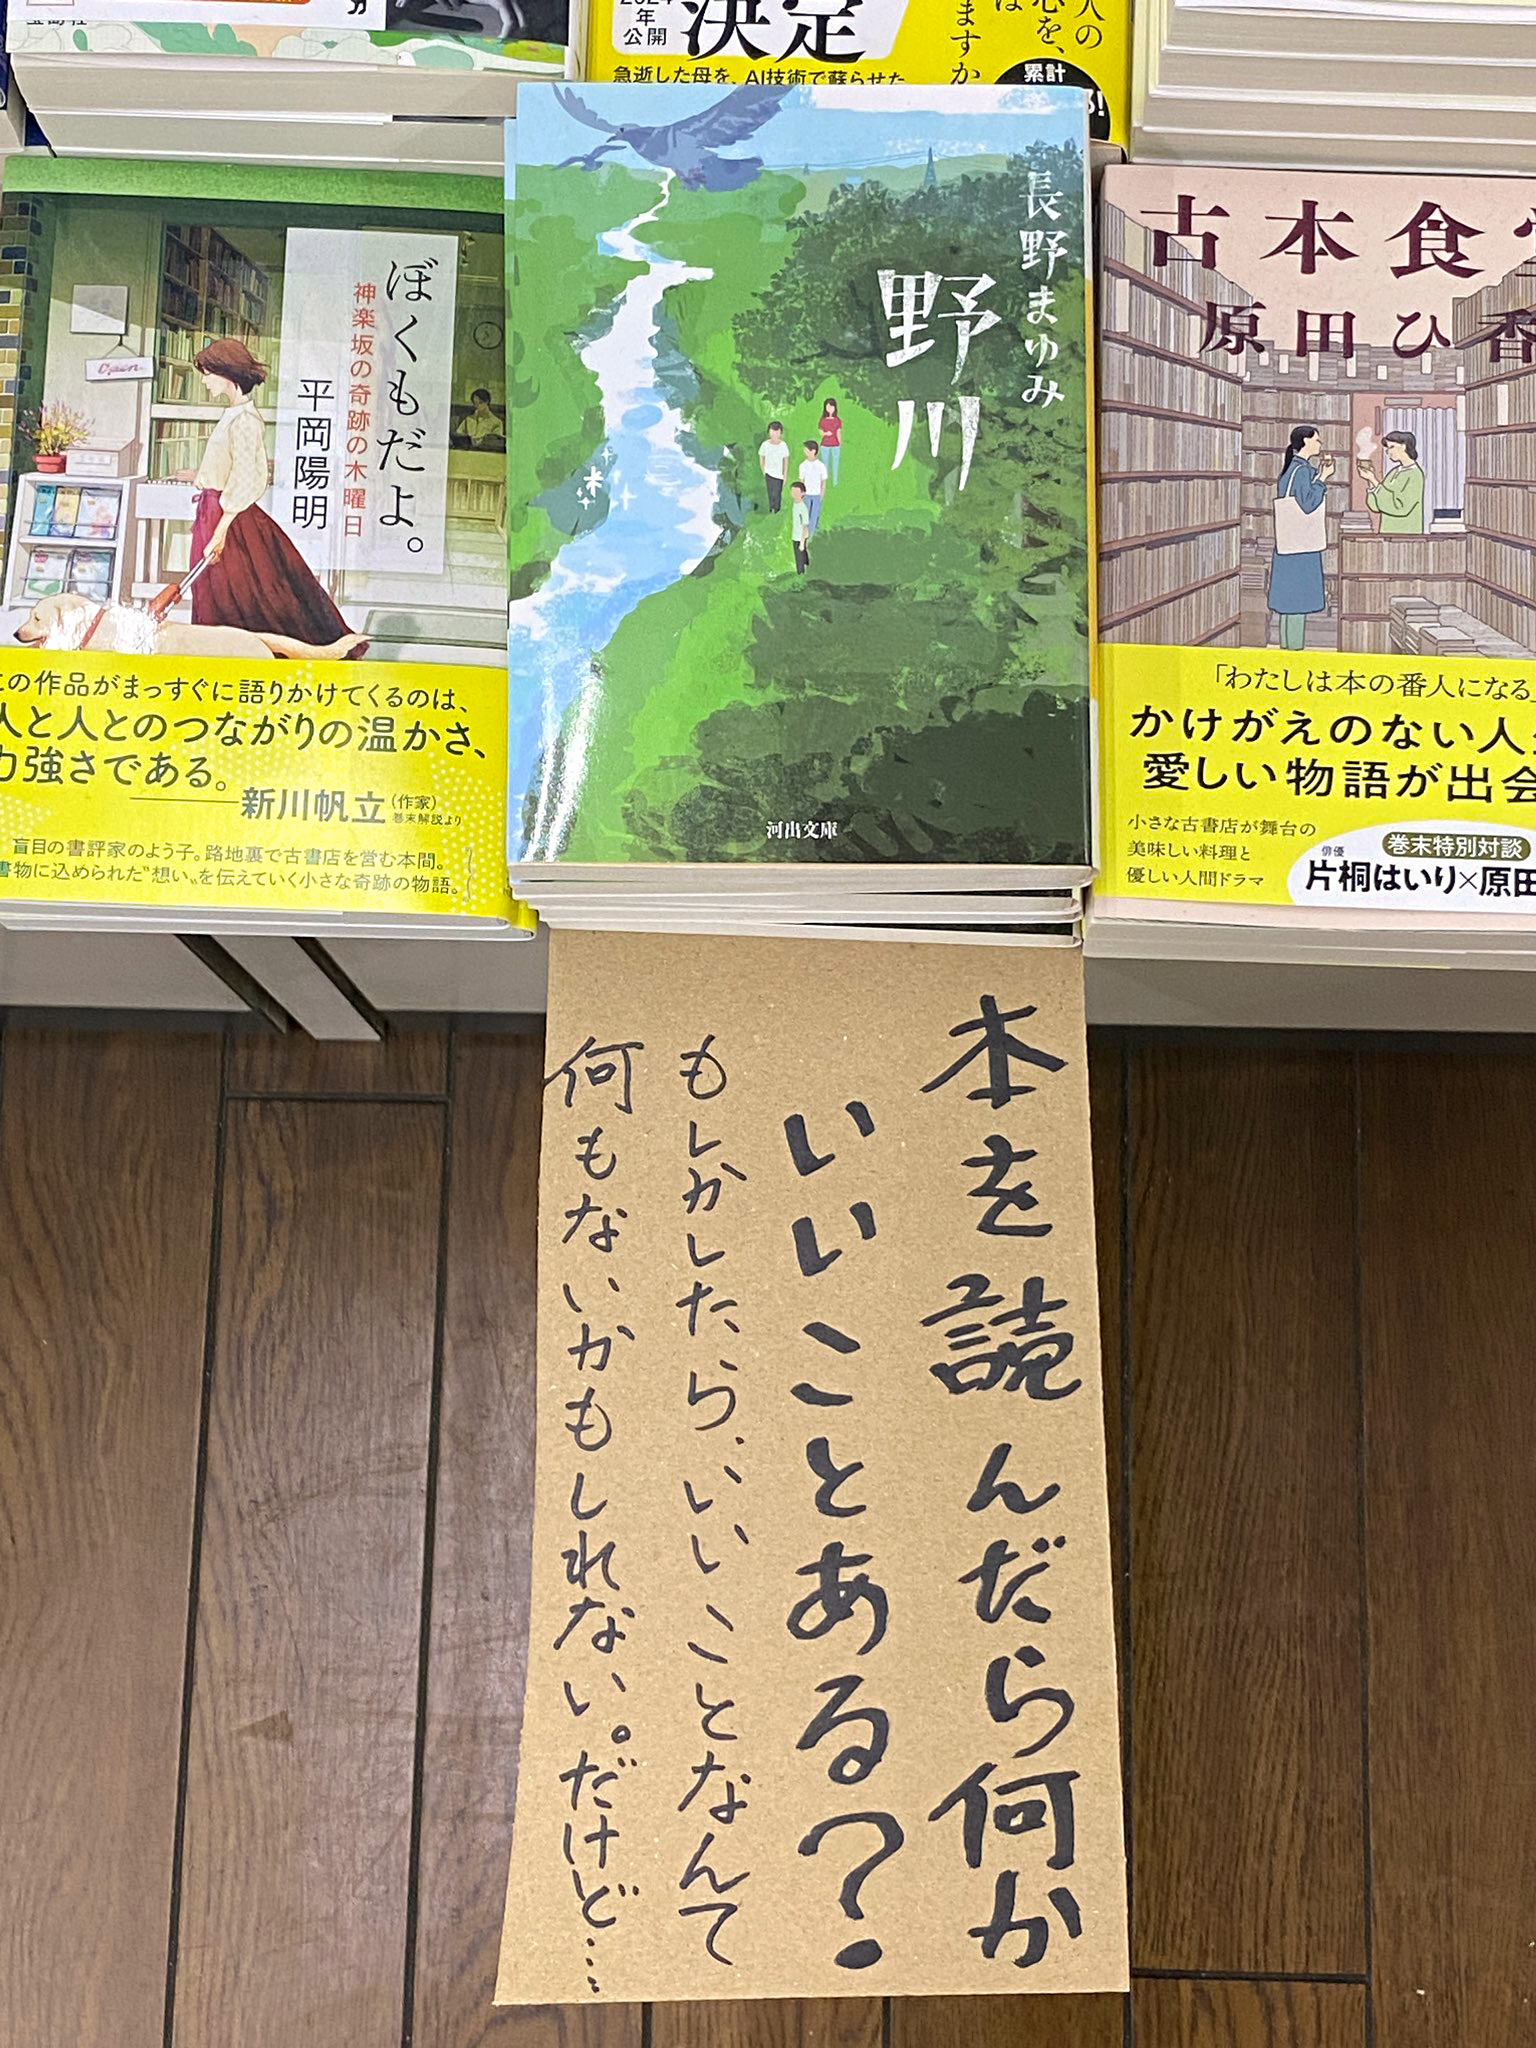 2024年
公開
決定
急逝した母を、AI技術で蘇らせた
人の
心を、
ますか
累計
ぼくもだよ。
神楽坂の奇跡の木曜日
平岡陽明
Open
この作品がまっすぐに語りかけてくるのは、
人と人とのつながりの温かさ、
力強さである。
新川帆立(作家)
巻末解説より
盲目の書評家のよう子。路地裏で古書店を営む本間。
書物に込められた〝想い〟を伝えていく小さな奇跡の物語。
長野まゆみ
野川
河出文庫
古本食堂
原田ひ香
「わたしは本の番人になる」
かけがえのない人
愛しい物語が出会
小さな古書店が舞台の
美味しい料理と
優しい人間ドラマ
巻末特別対談
俳優
片桐はいり×原田
本を読んだら何か
いいことある?
もしかしたら、いいことなんて
何もないかもしれない。だけど…